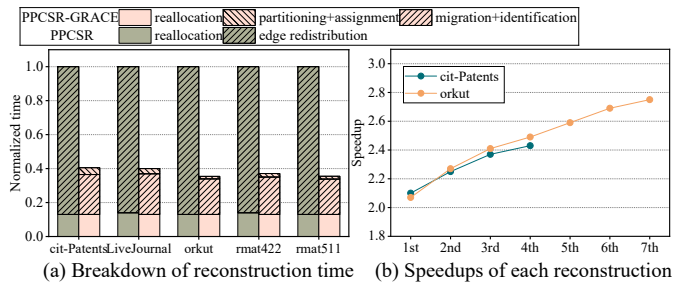 PPCSR-GRACE reallocation partitioning+assignment migration+identification
PPCSR reallocation edge redistribution
Normalized time
1.0
0.8
0.6
0.4
0.2
0.0
cit-Patents LiveJournal orkut rmat422 rmat511
(a) Breakdown of reconstruction time
Speedup
3.0
2.8
2.6
2.4
2.2
2.0
1.8
cit-Patents
orkut
1st 2nd 3rd 4th 5th 6th 7th
(b) Speedups of each reconstruction